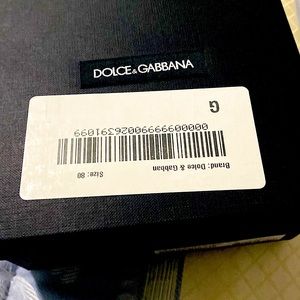 DOLCE&GABBANA
Brand: Dolce & Gabban
Size: 80
G